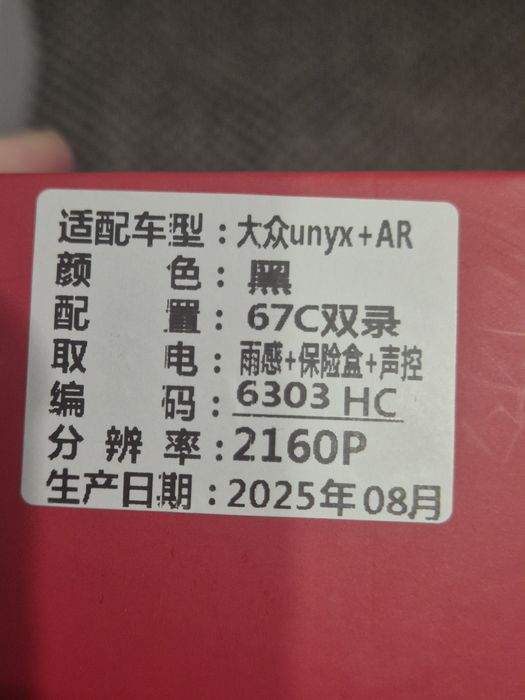 适配车型：大众unyx+AR
颜色：黑
配置：67C双录
取电：雨感+保险盒+声控
编码：6303 HC
分辨率：2160P
生产日期：2025年08月